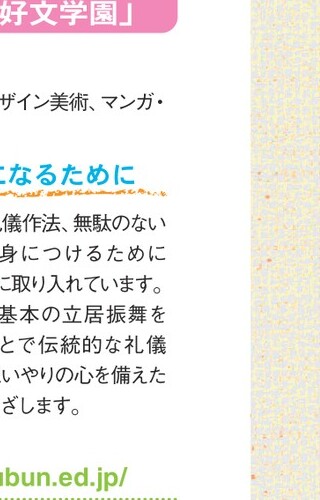 好文学園」
ザイン美術、マンガ・
になるために
礼儀作法、無駄のない
身につけるために
に取り入れています。
基本の立居振舞を
とで伝統的な礼儀
いやりの心を備えた
ざします。
ubun.ed.jp/